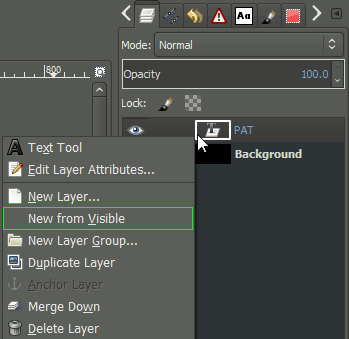 Aa
Mode: Normal
800
Opacity 100.0
Lock:
PAT
Background
Text Tool
Edit Layer Attributes...
New Layer...
New from Visible
New Layer Group...
Duplicate Layer
Anchor Layer
Merge Down
Delete Layer